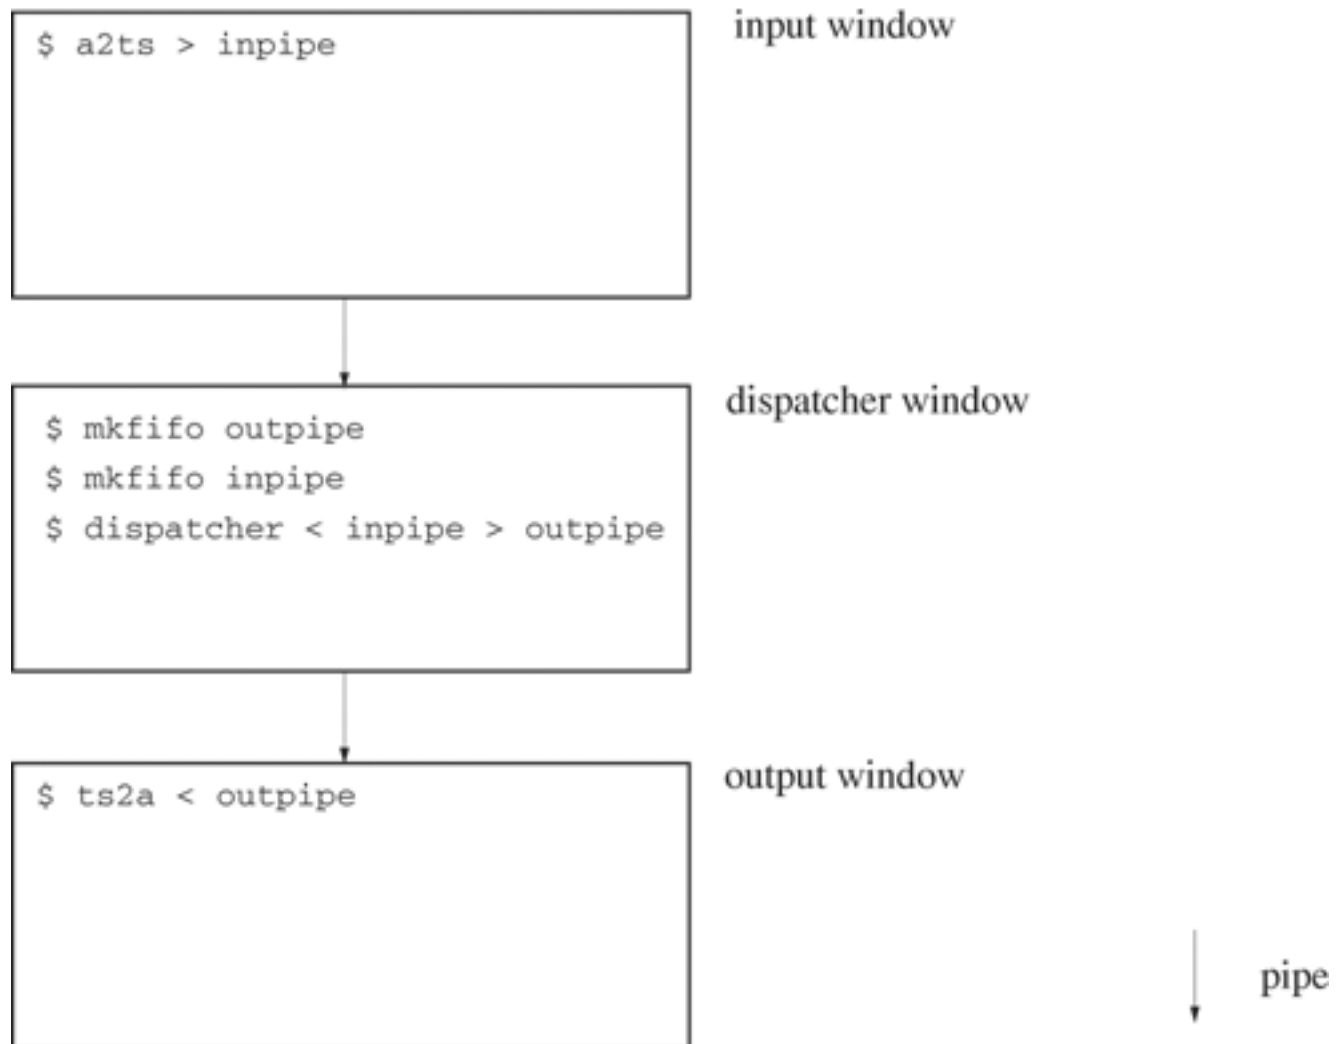 $ a2ts > inpipe
input window
$ mkfifo outpipe
$ mkfifo inpipe
$ dispatcher < inpipe > outpipe
dispatcher window
$ ts2a < outpipe
output window
pipe